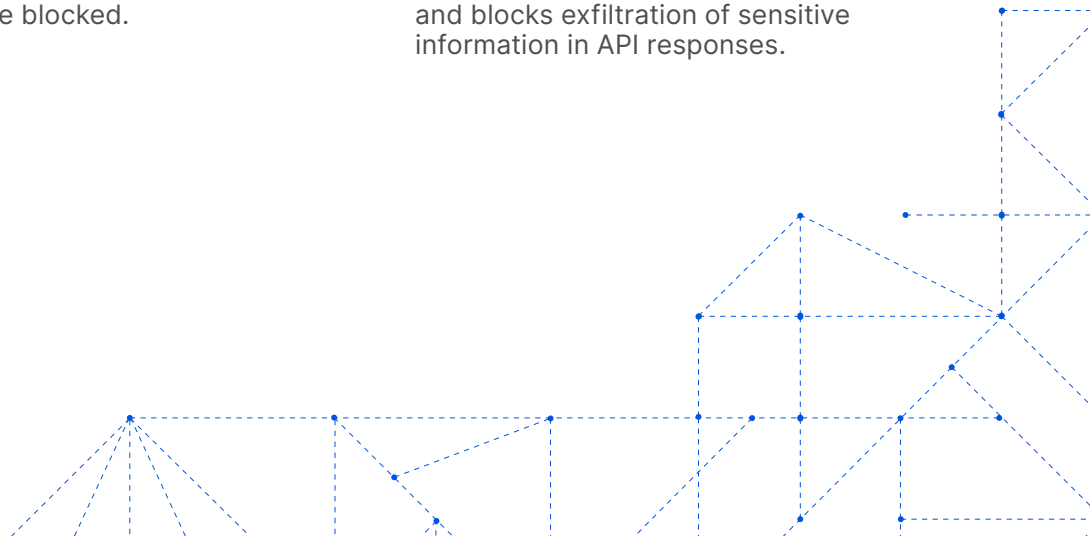 e blocked.
and blocks exfiltration of sensitive
information in API responses.